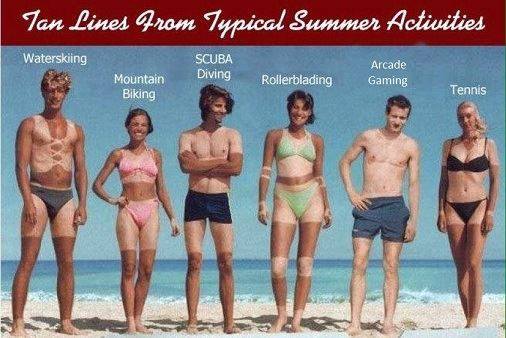 Tan Lines From Typical Summer Activities
Waterskiing
Mountain
Biking
SCUBA
Diving
Rollerblading
Arcade
Gaming
Tennis